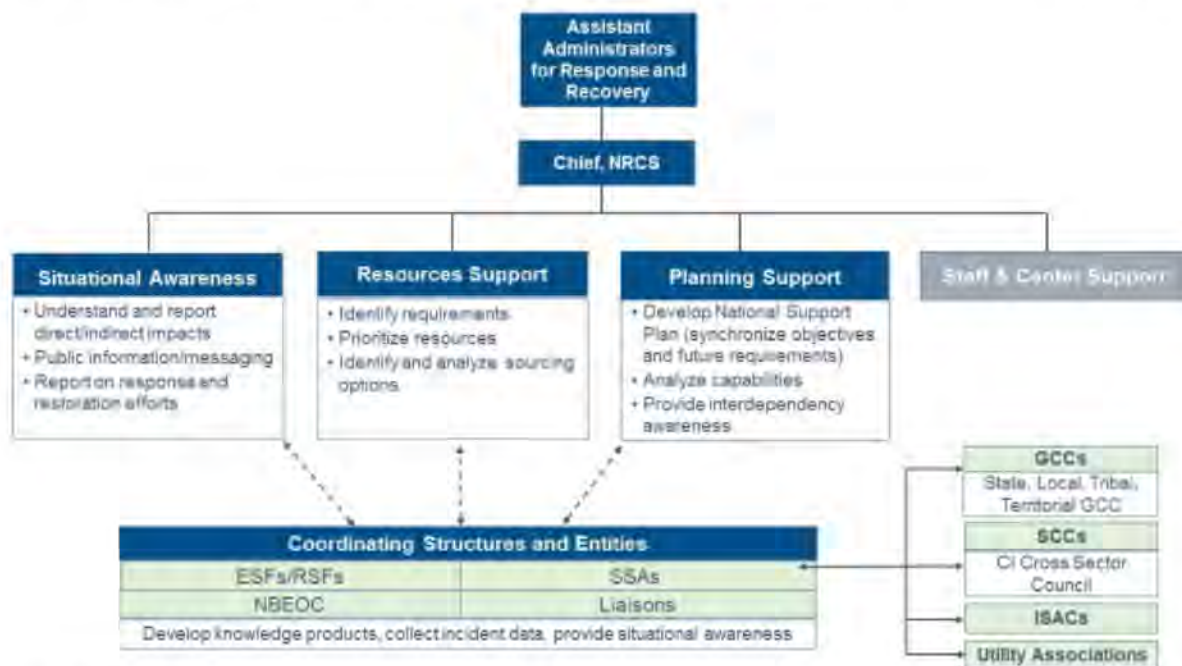 Assistant
Administrators
for Response and
Recovery
Chief, NRCS
Situational Awareness
• Understand and report
direct/indirect impacts
• Public information/messaging
• Report on response and
restoration efforts
Resources Support
• Identify requirements
• Prioritize resources
• Identify and analyze sourcing
options
Planning Support
• Develop National Support
Plan (synchronize objectives
and future requirements)
• Analyze capabilities
• Provide interdependency
awareness
Staff & Center Support
Coordinating Structures and Entities
ESFs/RSFs
SSAs
NBEOC
Liaisons
Develop knowledge products, collect incident data, provide situational awareness
GCCs
State, Local, Tribal,
Territorial GCC
SCCs
CI Cross Sector
Council
ISACs
Utility Associations